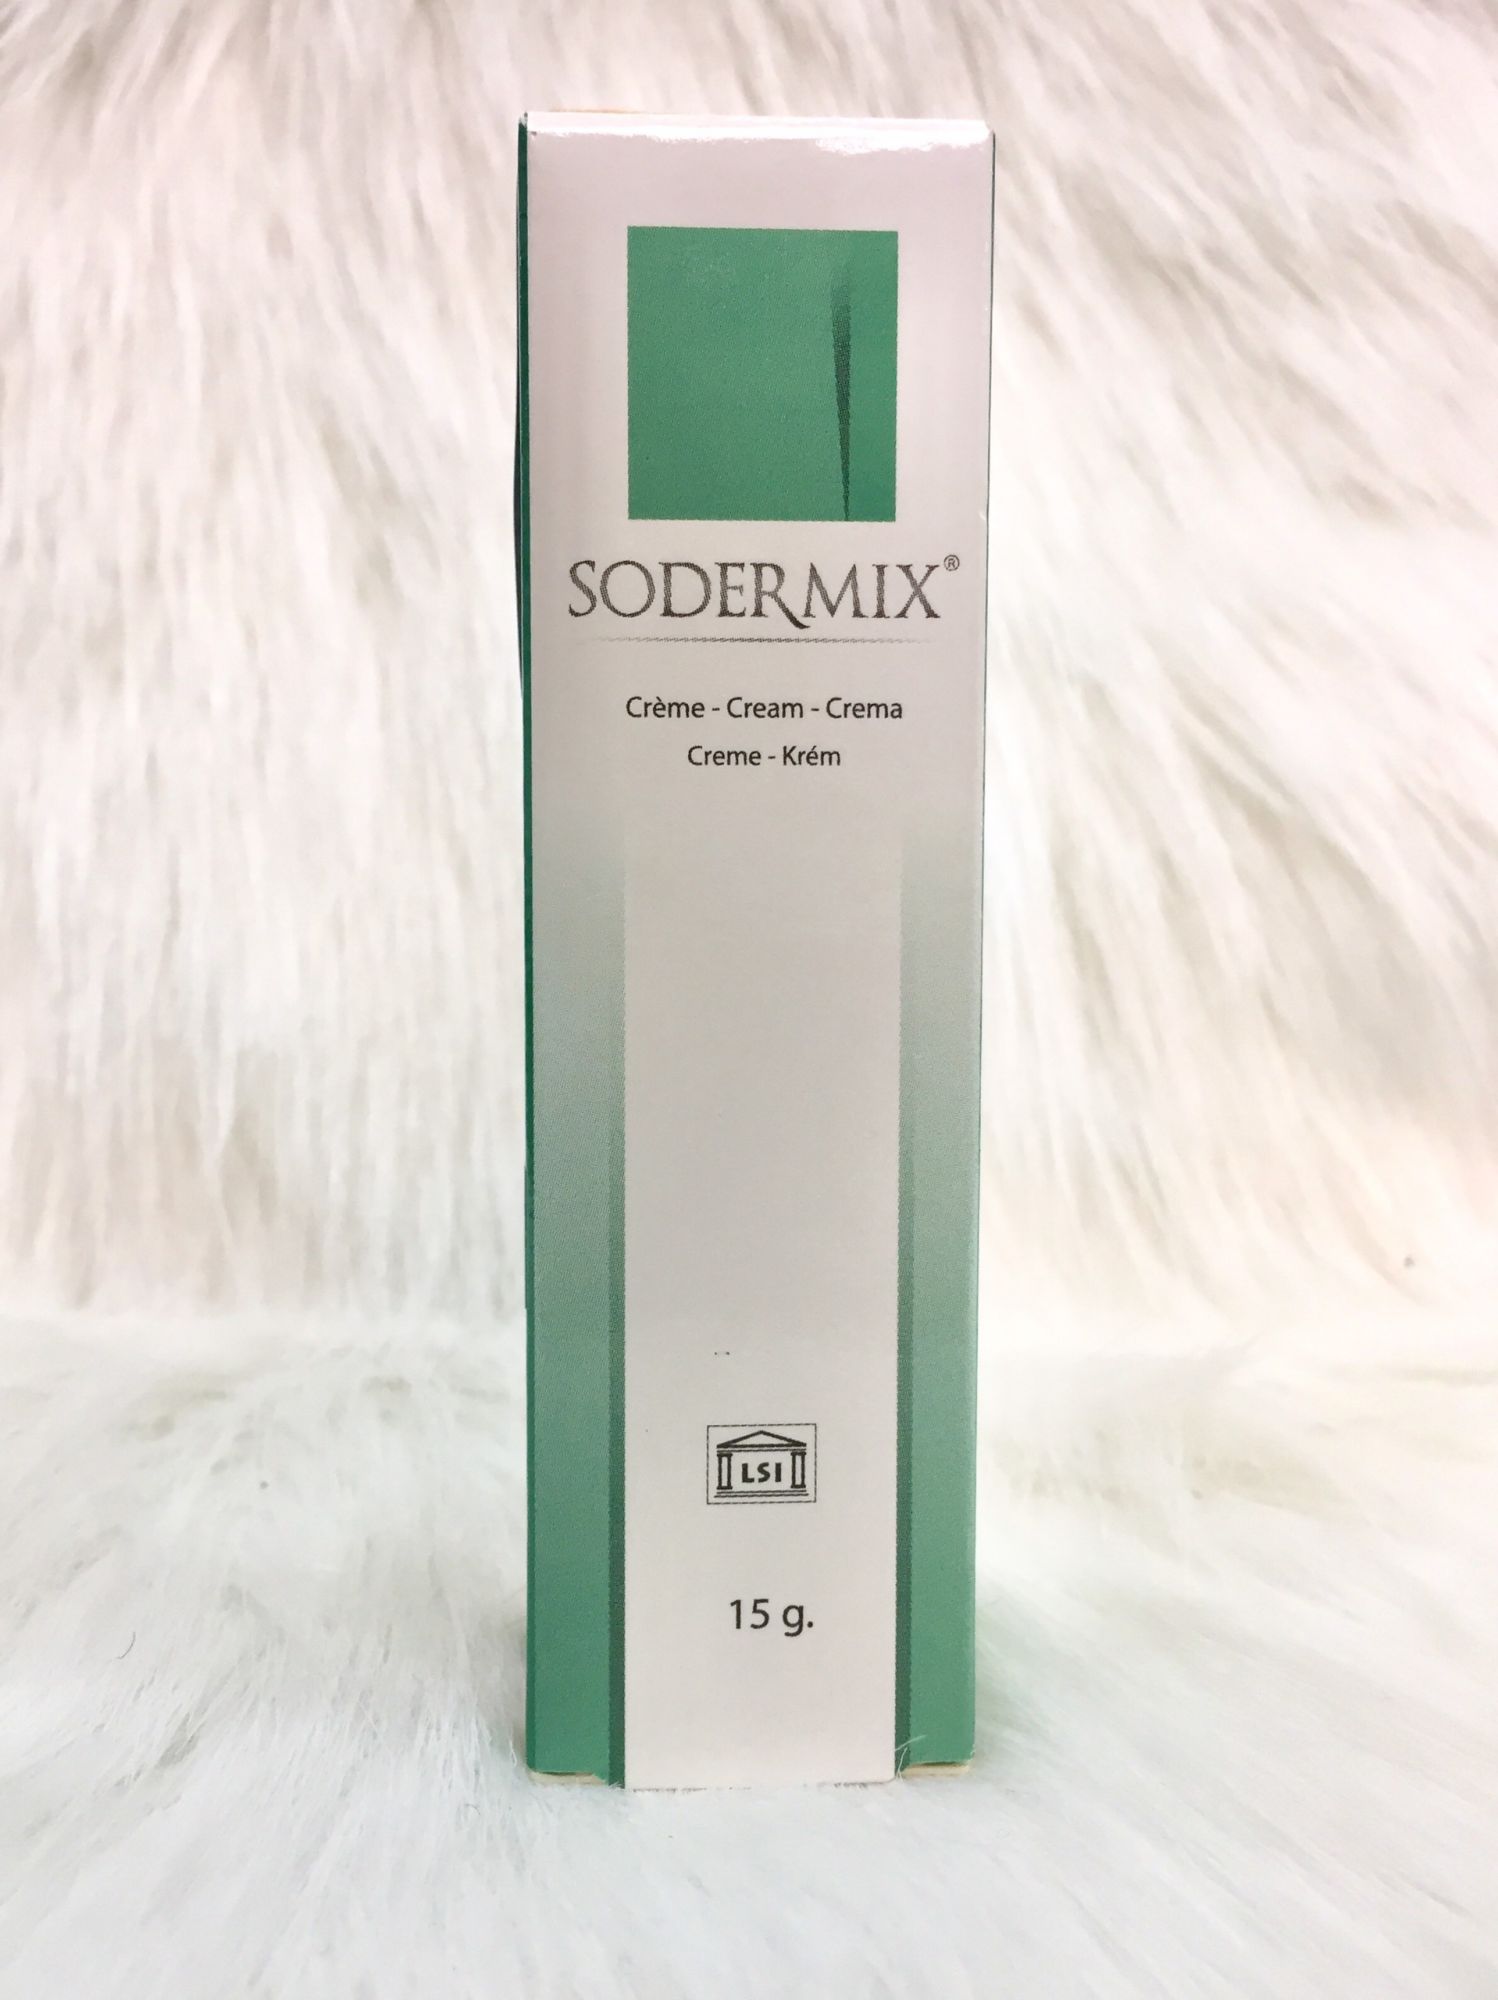 SODERMIX®
Crème - Cream - Crema
Creme - Krém
LSI
15 g.